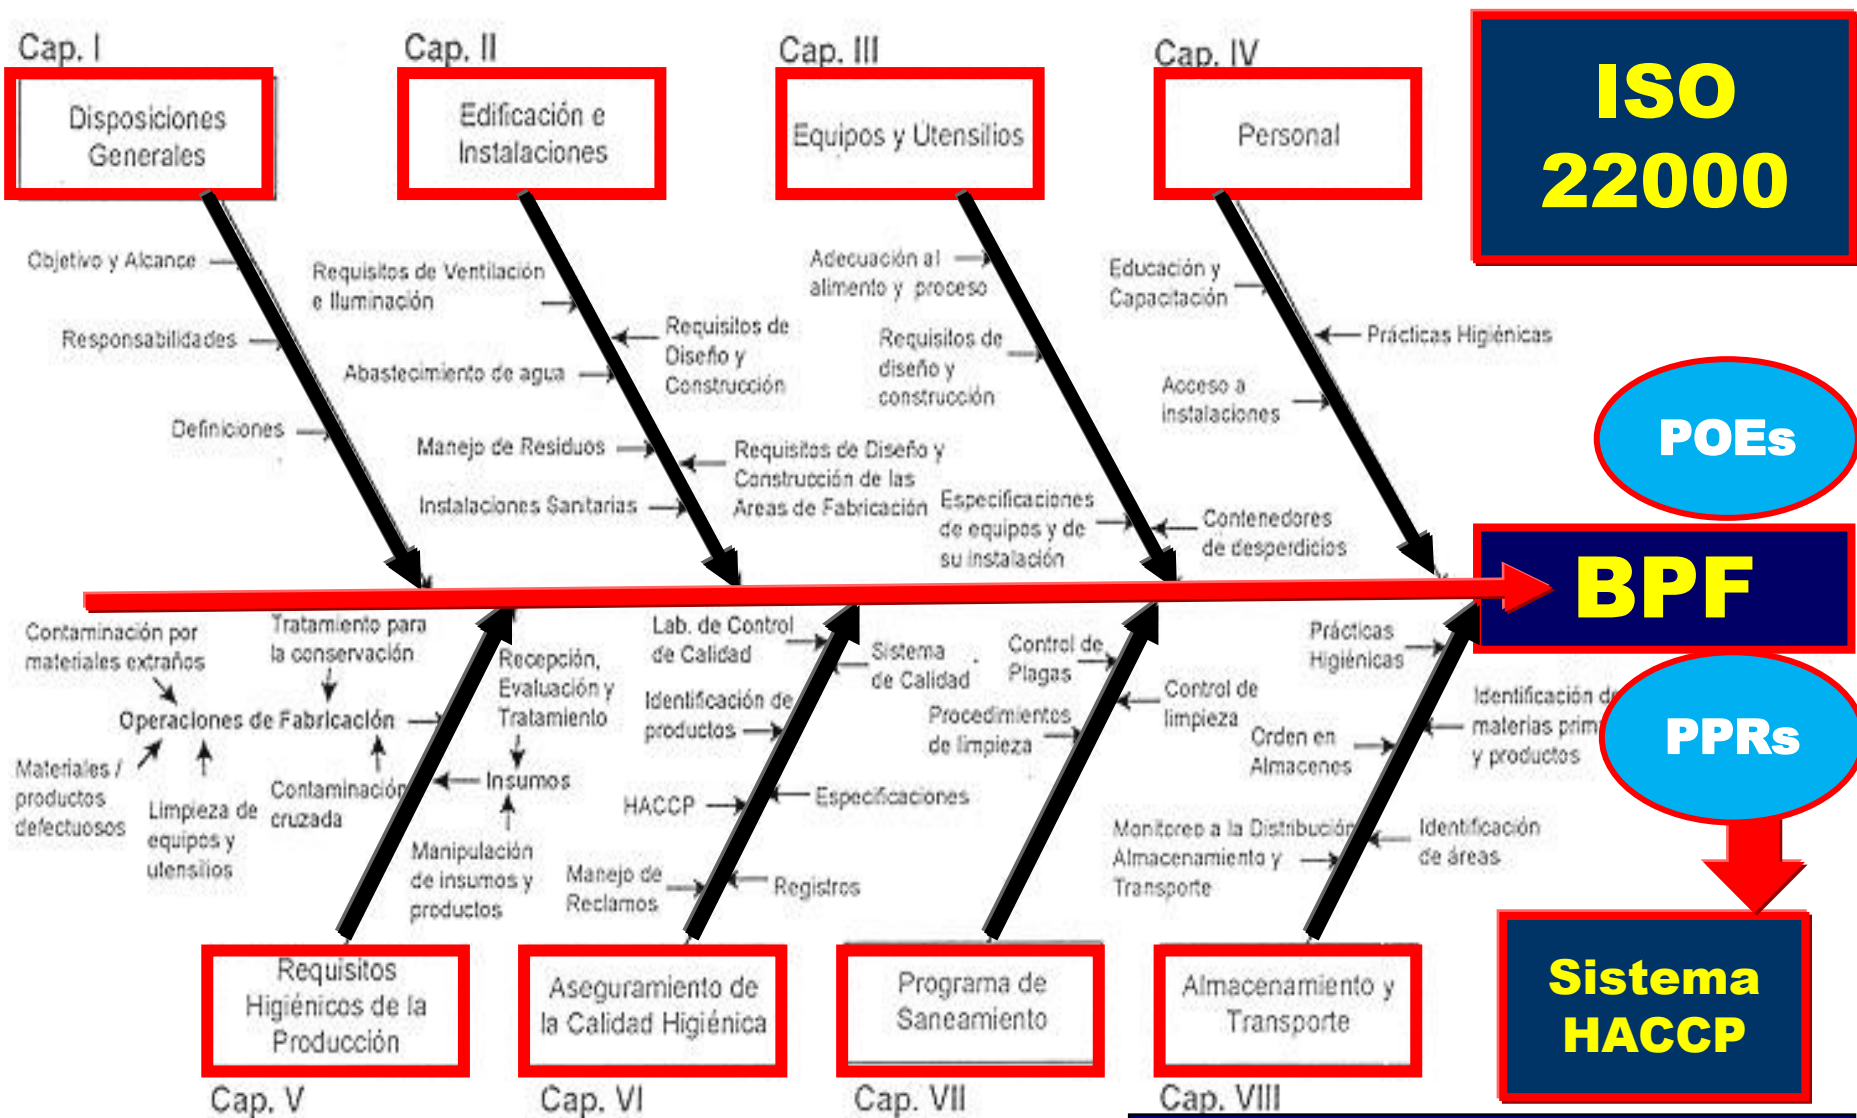 Cap. I
Disposiciones
Generales
Objetivo y Alcance
Responsabilidades
Definiciones
Cap. II
Edificación e
Instalaciones
Requisitos de Ventilación
e Iluminación
Abastecimiento de agua
Manejo de Residuos
Instalaciones Sanitarias
Requisitos de
Diseño y
Construcción
Requisitos de Diseño y
Construcción de las
Areas de Fabricación
Cap. III
Equipos y Utensilios
Adecuación al
alimento y proceso
Requisitos de
diseño y
construcción
Especificaciones
de equipos y de
su instalación
Contenedores
de desperdicios
Cap. IV
Personal
Educación y
Capacitación
Prácticas Higiénicas
Acceso a
instalaciones
ISO
22000
POEs
BPF
PPRs
Sistema
HACCP
Contaminación por
materiales extraños
Tratamiento para
la conservación
Operaciones de Fabricación
Materiales /
productos
defectuosos
Limpieza de
equipos y
utensilios
Contaminación
cruzada
Recepción,
Evaluación y
Tratamiento
Insumos
Manipulación
de insumos y
productos
Requisitos
Higiénicos de la
Producción
Cap. V
Lab. de Control
de Calidad
Sistema
de Calidad
Identificación de
productos
HACCP
Especificaciones
Manejo de
Reclamos
Registros
Aseguramiento de
la Calidad Higiénica
Cap. VI
Control de
Plagas
Control de
limpieza
Procedimientos
de limpieza
Programa de
Saneamiento
Cap. VII
Prácticas
Higiénicas
Identificación de
materias prim
y productos
Orden en
Almacenes
Monitoreo a la Distribución
Almacenamiento y
Transporte
Identificación
de áreas
Almacenamiento y
Transporte
Cap. VIII